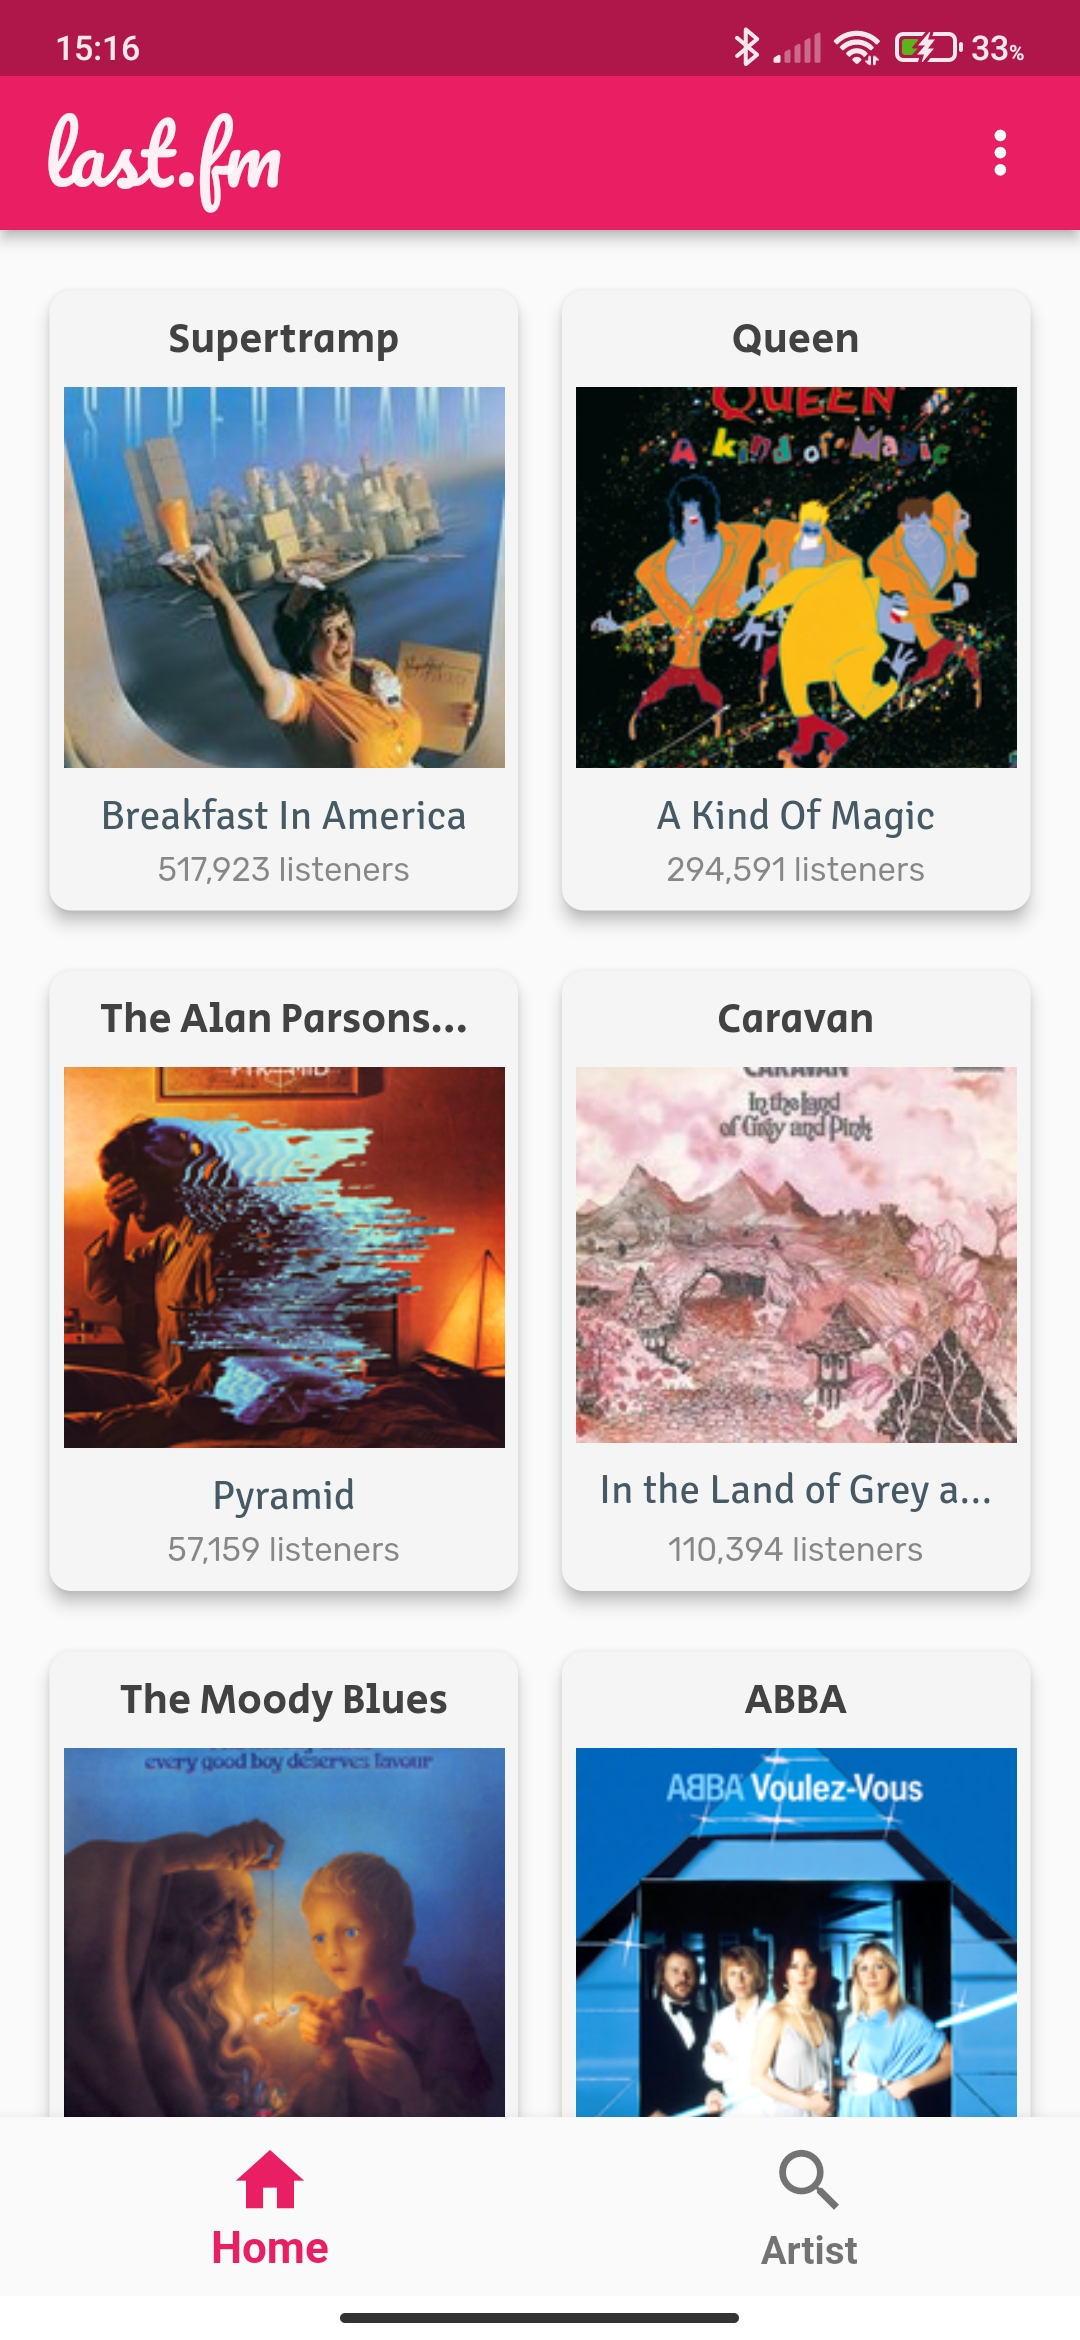 15:16
33%
last.fm
Supertramp
Queen
SUPERTRAMP
QUEEN
A kind of Magic
Breakfast In America
A Kind Of Magic
517,923 listeners
294,591 listeners
The Alan Parsons...
Caravan
PYRAMID
CARAVAN
In the land
of Grey and Pink
Pyramid
In the Land of Grey a...
57,159 listeners
110,394 listeners
The Moody Blues
ABBA
every good boy deserves favour
ABBA Voulez-Vous
Home
Artist